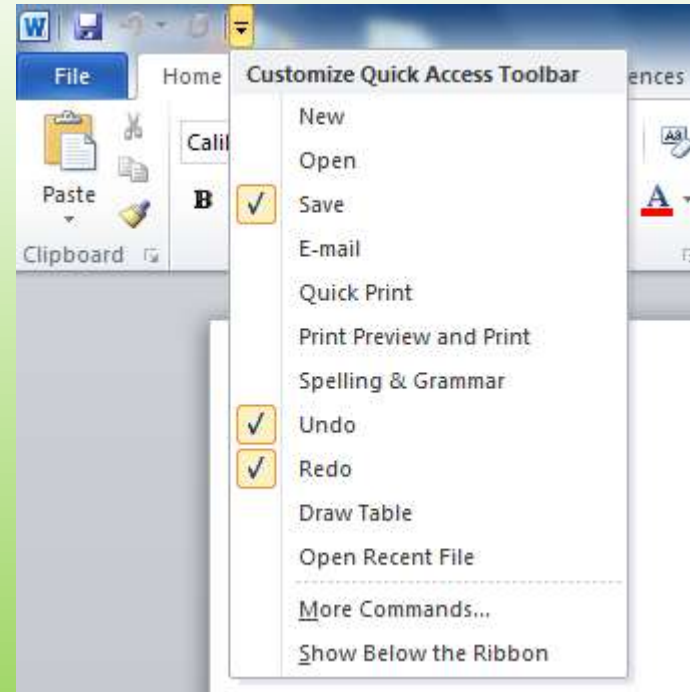 W
File Home Customize Quick Access Toolbar ences
New
Open
Paste Calil B Save A
E-mail
Clipboard
Quick Print
Print Preview and Print
Spelling & Grammar
Undo
Redo
Draw Table
Open Recent File
More Commands...
Show Below the Ribbon